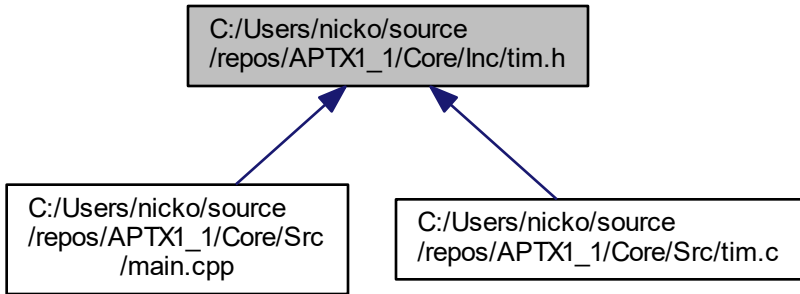 C:/Users/nicko/source
/repos/APTX1_1/Core/Inc/tim.h
C:/Users/nicko/source
/repos/APTX1_1/Core/Src
/main.cpp
C:/Users/nicko/source
/repos/APTX1_1/Core/Src/tim.c